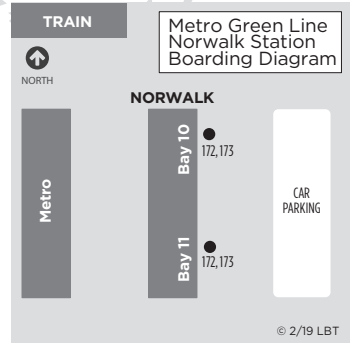 TRAIN
Metro Green Line
Norwalk Station
Boarding Diagram
NORTH
NORWALK
Metro
Bay 10
172,173
Bay 11
172,173
CAR
PARKING
© 2/19 LBT